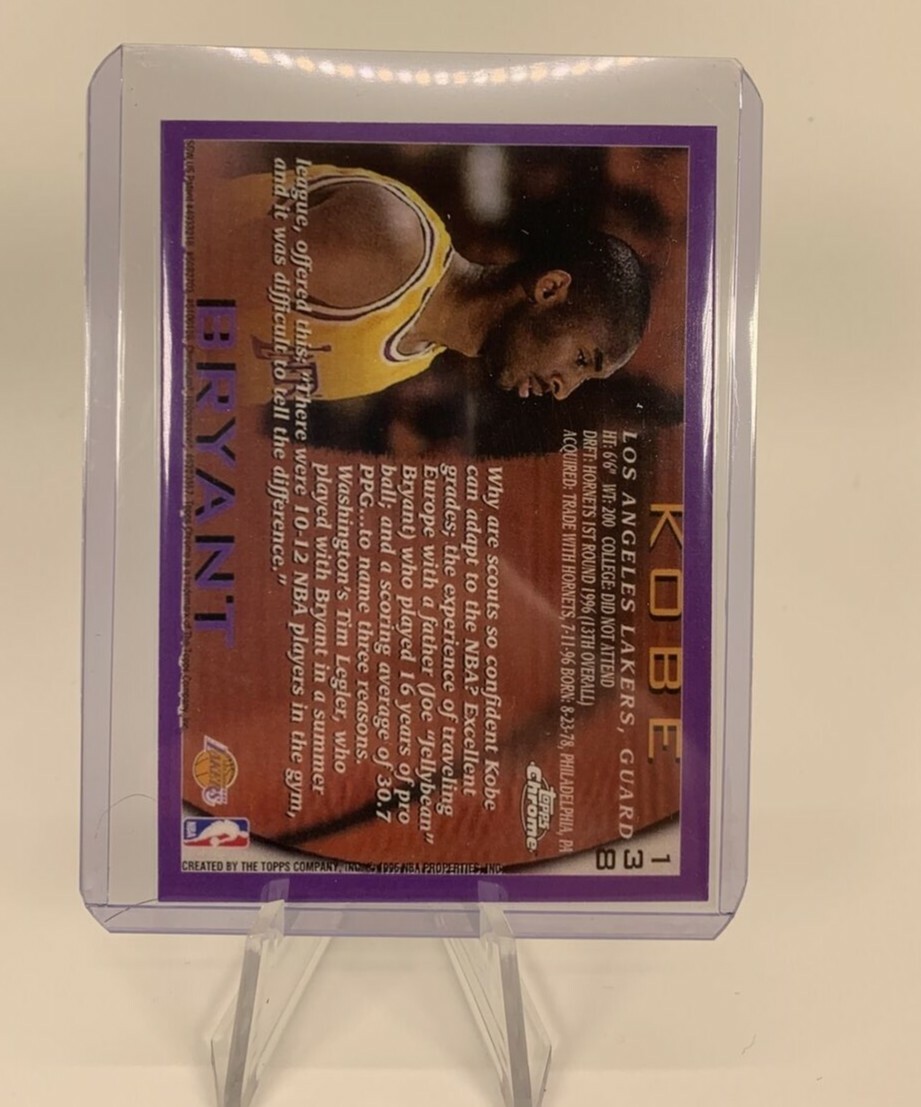 KOBE
LOS ANGELES LAKERS, GUARD
HT: 6'6" WT: 200 COLLEGE: DID NOT ATTEND
DRFT: HORNETS 1ST ROUND 1996 (13TH OVERALL)
ACQUIRED: TRADE WITH HORNETS, 7-11-96 BORN: 8-23-78, PHILADELPHIA, PA
138
Topps
chrome
Why are scouts so confident Kobe
can adapt to the NBA? Excellent
grades; the experience of traveling
Europe with a father (Joe "Jellybean"
Bryant) who played 16 years of pro
ball; and a scoring average of 30.7
PPG...to name three reasons.
Washington's Tim Legler, who
played with Bryant in a summer
league, offered this: "There were 10-12 NBA players in the gym,
and it was difficult to tell the difference."
BRYANT
LAKERS
NBA
CREATED BY THE TOPPS COMPANY, INC. © 1996 NBA PROPERTIES, INC.